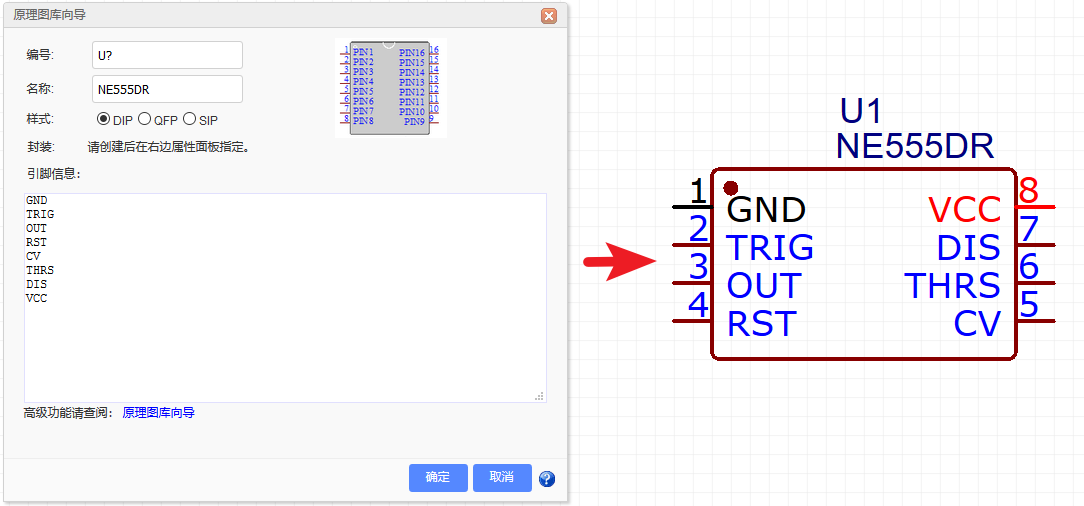 原理图库向导
编号: U?
名称: NE555DR
样式: DIP QFP SIP
封装: 请创建后在右边属性面板指定。
引脚信息:
1 PIN1 PIN16 16
2 PIN2 PIN15 15
3 PIN3 PIN14 14
4 PIN4 PIN13 13
5 PIN5 PIN12 12
6 PIN6 PIN11 11
7 PIN7 PIN10 10
8 PIN8 PIN9 9
GND
TRIG
OUT
RST
CV
THRS
DIS
VCC
高级功能请查阅: 原理图库向导
确定 取消 ?
U1
NE555DR
1 GND VCC 8
2 TRIG DIS 7
3 OUT THRS 6
4 RST CV 5